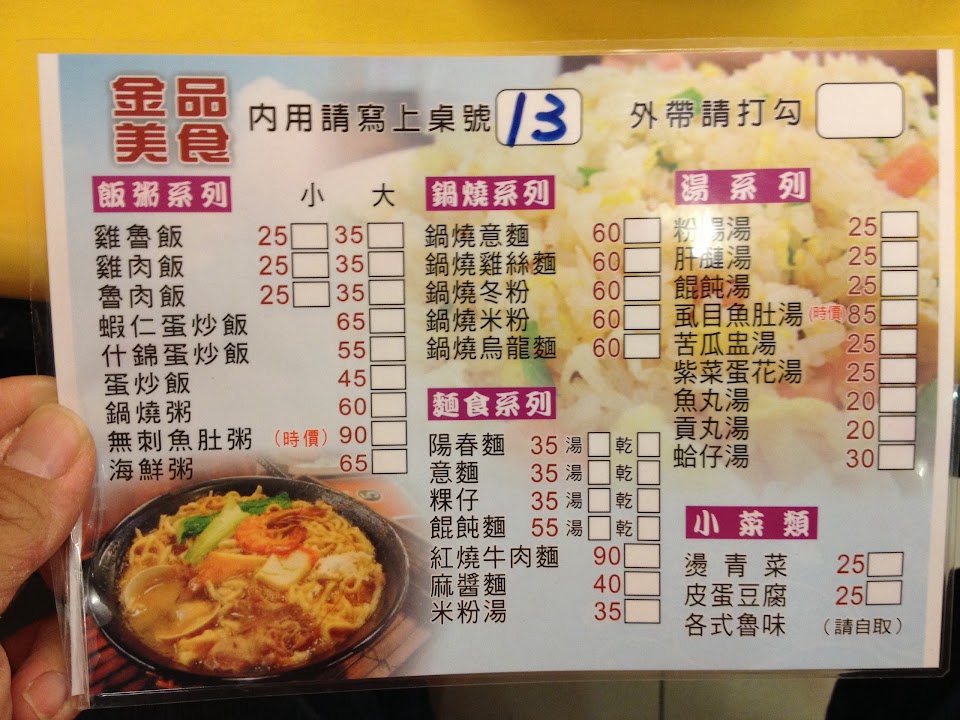 金品
美食
内用請寫上桌號 13
外帶請打勾
飯粥系列 小 大
雞魯飯 25 35
雞肉飯 25 35
魯肉飯 25 35
蝦仁蛋炒飯 65
什錦蛋炒飯 55
蛋炒飯 45
鍋燒粥 60
無刺魚肚粥 (時價) 90
海鮮粥 65
鍋燒系列
鍋燒意麵 60
鍋燒雞絲麵 60
鍋燒冬粉 60
鍋燒米粉 60
鍋燒烏龍麵 60
麵食系列
陽春麵 35 湯 乾
意麵 35 湯 乾
粿仔 35 湯 乾
餛飩麵 55 湯 乾
紅燒牛肉麵 90
麻醬麵 40
米粉湯 35
湯系列
粉腸湯 25
肝膁湯 25
餛飩湯 25
虱目魚肚湯 (時價) 85
苦瓜盅湯 25
紫菜蛋花湯 25
魚丸湯 20
貢丸湯 20
蛤仔湯 30
小菜類
燙青菜 25
皮蛋豆腐 25
各式魯味 (請自取)